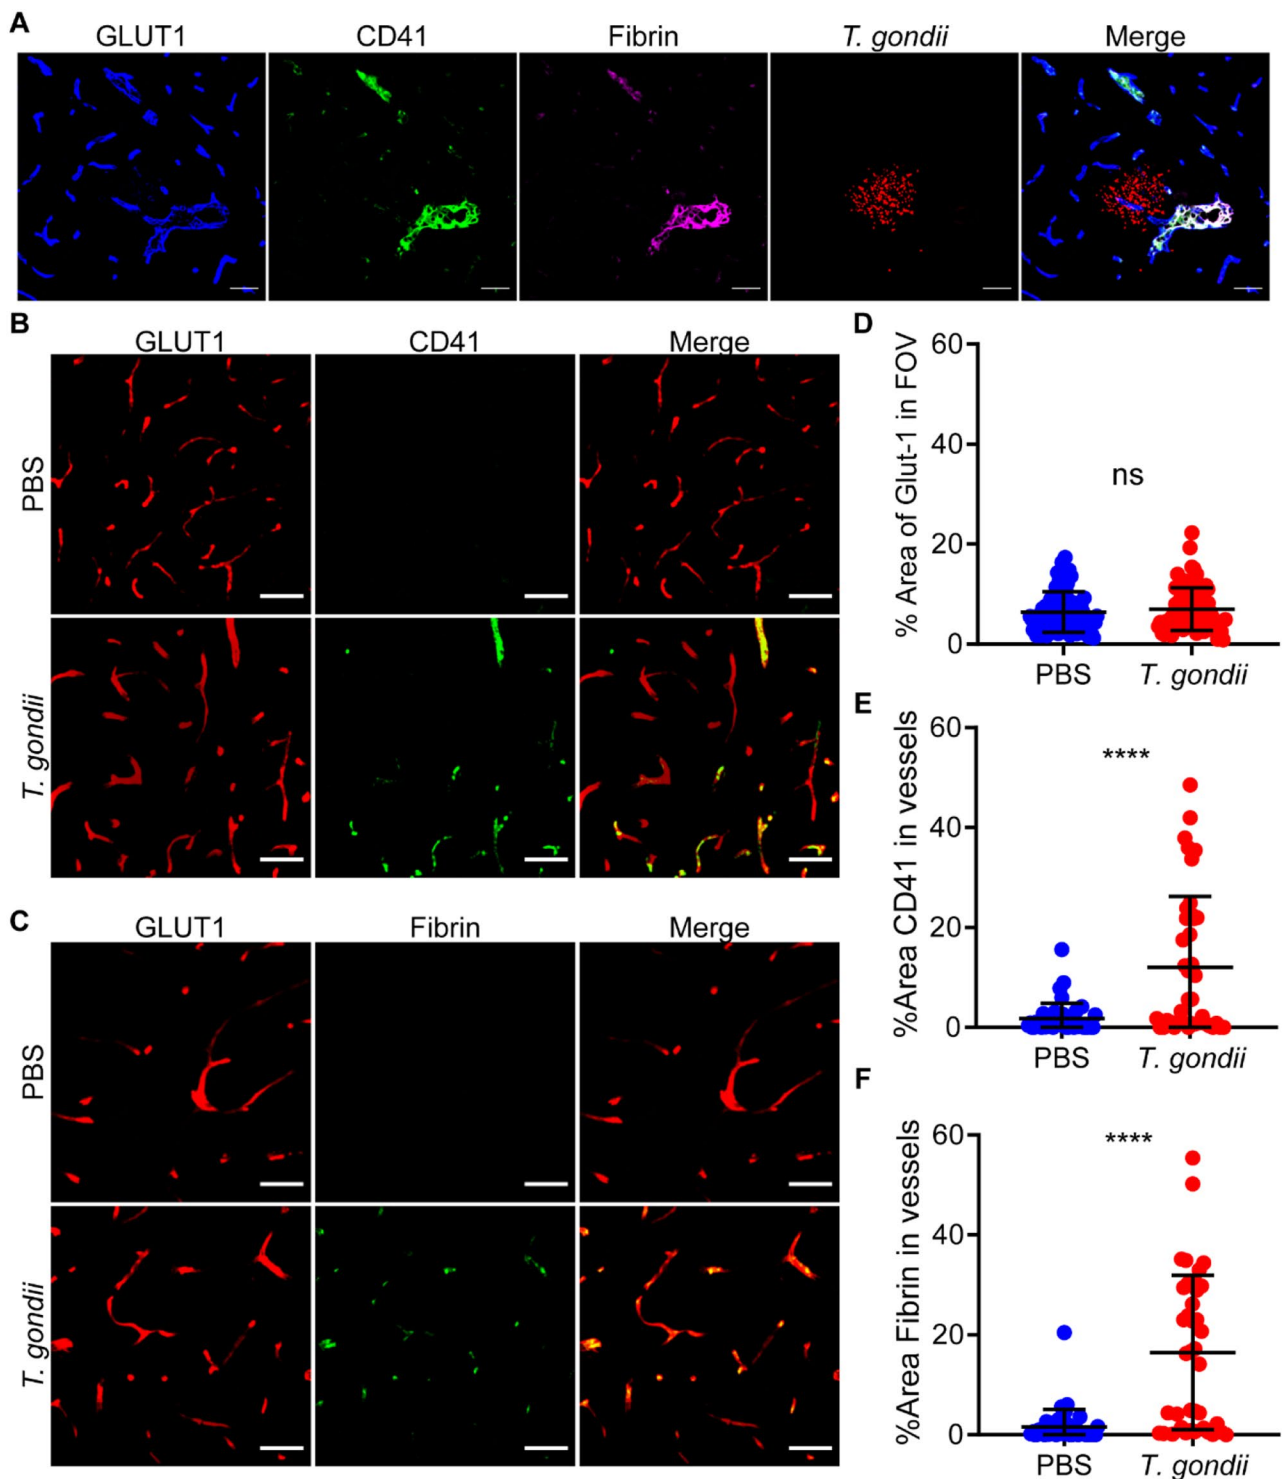 A
GLUT1 CD41 Fibrin T. gondii Merge
B
GLUT1 CD41 Merge
PBS
T. gondii
C
GLUT1 Fibrin Merge
PBS
T. gondii
D
% Area of Glut-1 in FOV
60
40
20
0
ns
PBS T. gondii
E
%Area CD41 in vessels
60
40
20
0
****
PBS T. gondii
F
%Area Fibrin in vessels
60
40
20
0
****
PBS T. gondii